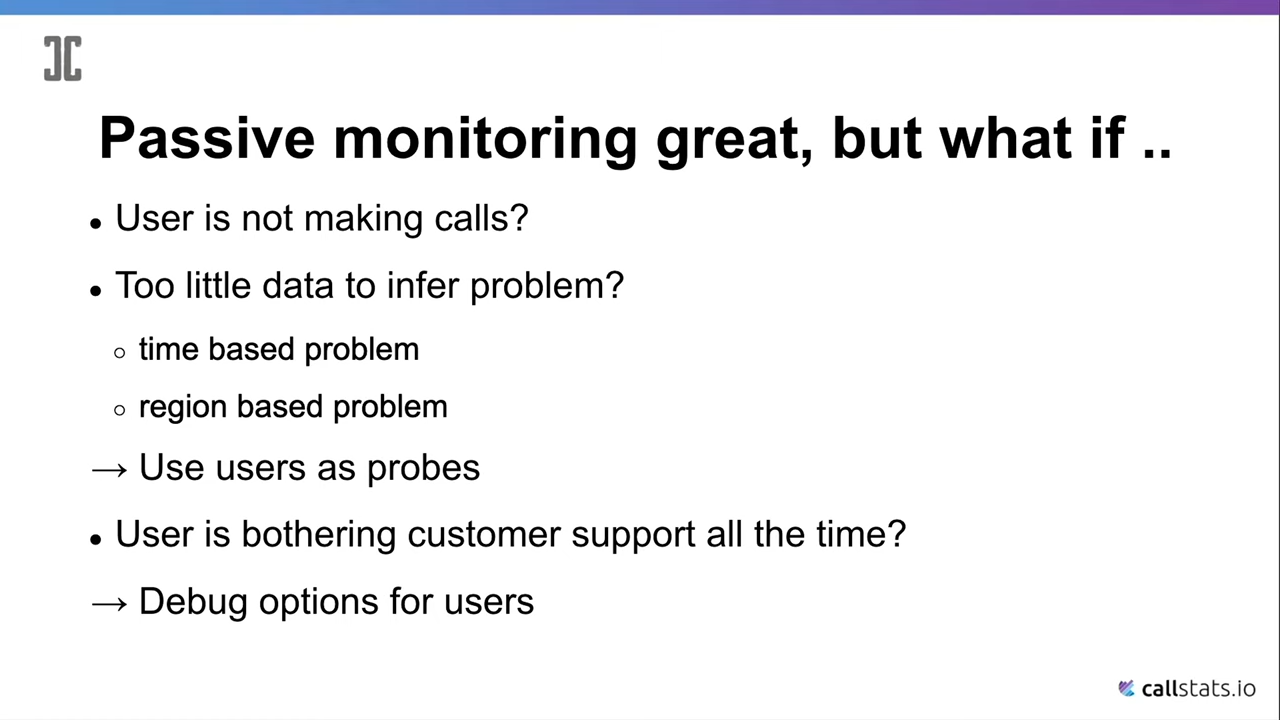 Passive monitoring great, but what if ..
• User is not making calls?
• Too little data to infer problem?
○ time based problem
○ region based problem
→ Use users as probes
• User is bothering customer support all the time?
→ Debug options for users
callstats.io